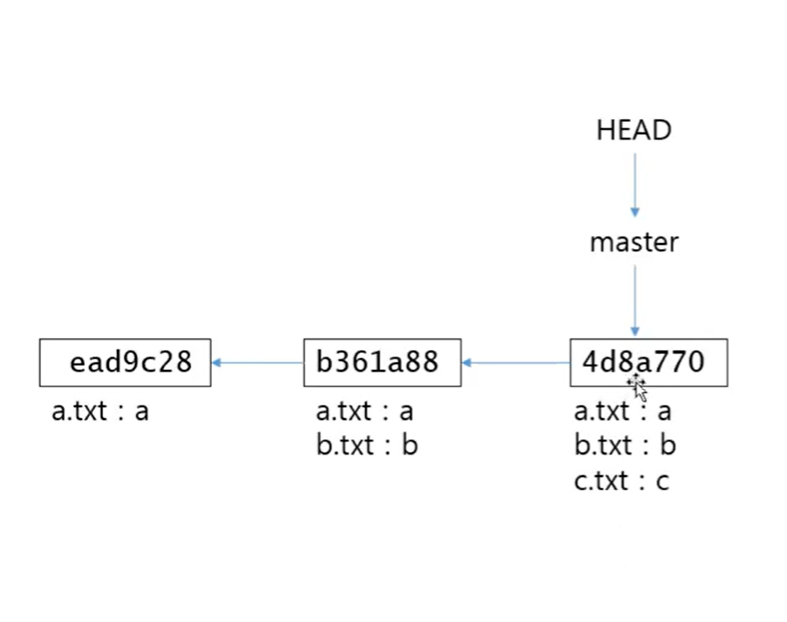 HEAD
master
ead9c28
a.txt : a
b361a88
a.txt : a
b.txt : b
4d8a770
a.txt : a
b.txt : b
c.txt : c